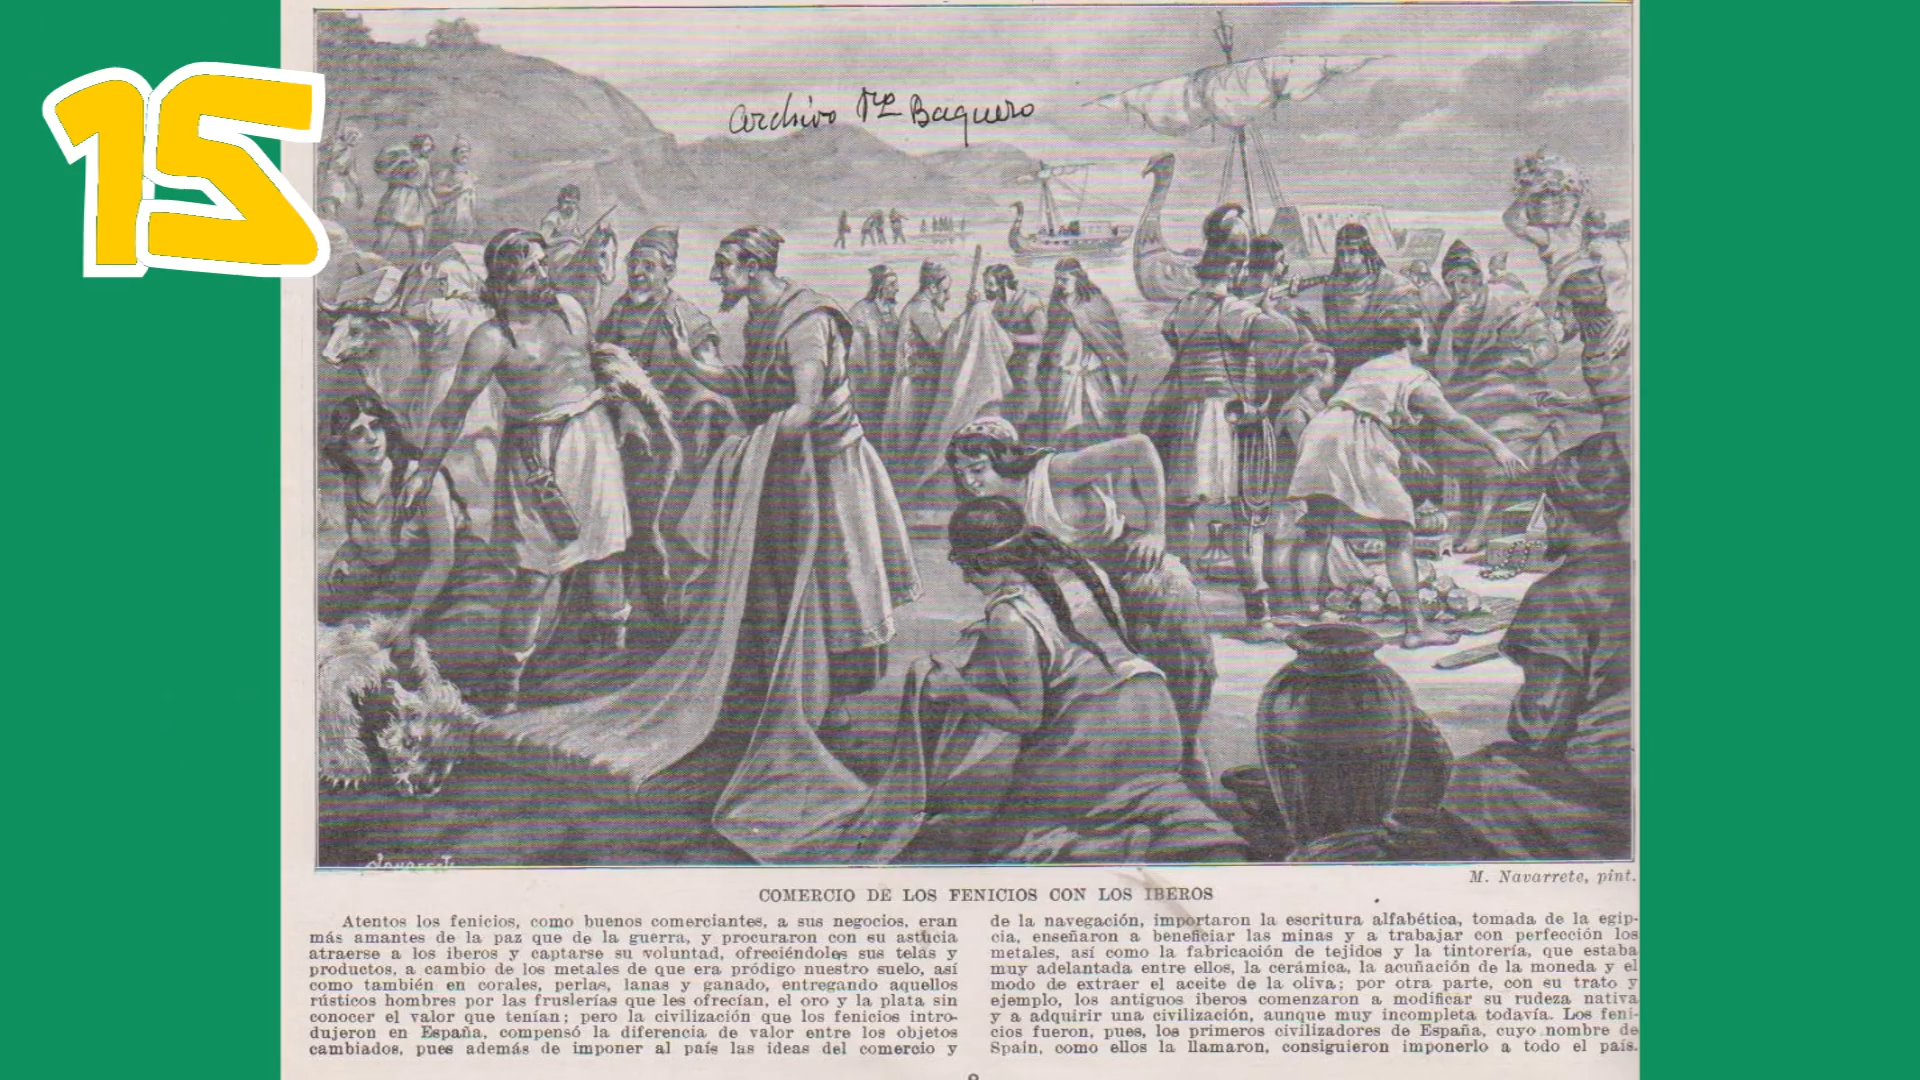 15
Archivo Mª Baquero
Navarrete
M. Navarrete, pint.
COMERCIO DE LOS FENICIOS CON LOS IBEROS
Atentos los fenicios, como buenos comerciantes, a sus negocios, eran
más amantes de la paz que de la guerra, y procuraron con su astucia
atraerse a los iberos y captarse su voluntad, ofreciéndoles sus telas y
productos, a cambio de los metales de que era pródigo nuestro suelo, así
como también en corales, perlas, lanas y ganado, entregando aquellos
rústicos hombres por las fruslerías que les ofrecían, el oro y la plata sin
conocer el valor que tenían; pero la civilización que los fenicios intro-
dujeron en España, compensó la diferencia de valor entre los objetos
cambiados, pues además de imponer al país las ideas del comercio y
de la navegación, importaron la escritura alfabética, tomada de la egip-
cia, enseñaron a beneficiar las minas y a trabajar con perfección los
metales, así como la fabricación de tejidos y la tintorería, que estaba
muy adelantada entre ellos, la cerámica, la acuñación de la moneda y el
modo de extraer el aceite de la oliva; por otra parte, con su trato y
ejemplo, los antiguos iberos comenzaron a modificar su rudeza nativa
y a adquirir una civilización, aunque muy incompleta todavía. Los feni-
cios fueron, pues, los primeros civilizadores de España, cuyo nombre de
Spain, como ellos la llamaron, consiguieron imponerlo a todo el país.